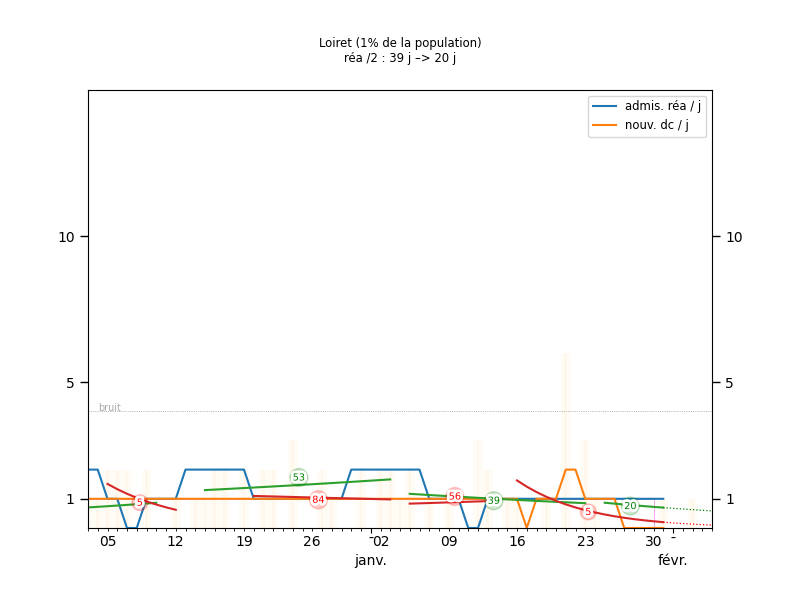 Loiret (1% de la population)
réa /2 : 39 j –> 20 j
admis. réa / j
nouv. dc / j
10 10
5 5
bruit
53
1 5 84 56 39 5 20 1
05 12 19 26 02 09 16 23 30
janv. févr.